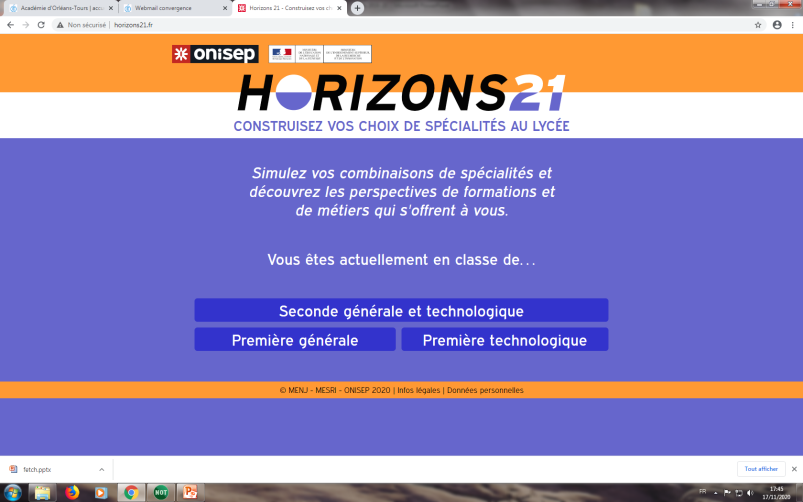 Académie d'Orléans-Tours | accu
Webmail convergence
Horizons 21 - Construisez vos ch
Non sécurisé | horizons21.fr
onisep
HORIZONS21
CONSTRUISEZ VOS CHOIX DE SPÉCIALITÉS AU LYCÉE
Simulez vos combinaisons de spécialités et
découvrez les perspectives de formations et
de métiers qui s'offrent à vous.
Vous êtes actuellement en classe de...
Seconde générale et technologique
Première générale
Première technologique
© MENJ - MESRI - ONISEP 2020 | Infos légales | Données personnelles
fetch.pptx
Tout afficher
NOT
FR
17:45
17/11/2020